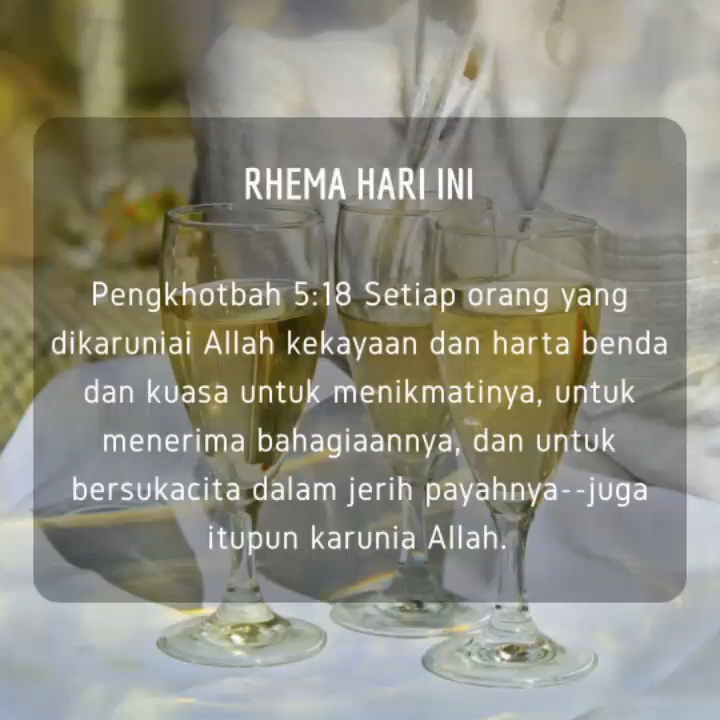 RHEMA HARI INI
Pengkhotbah 5:18 Setiap orang yang
dikaruniai Allah kekayaan dan harta benda
dan kuasa untuk menikmatinya, untuk
menerima bahagiaannya, dan untuk
bersukacita dalam jerih payahnya--juga
itupun karunia Allah.